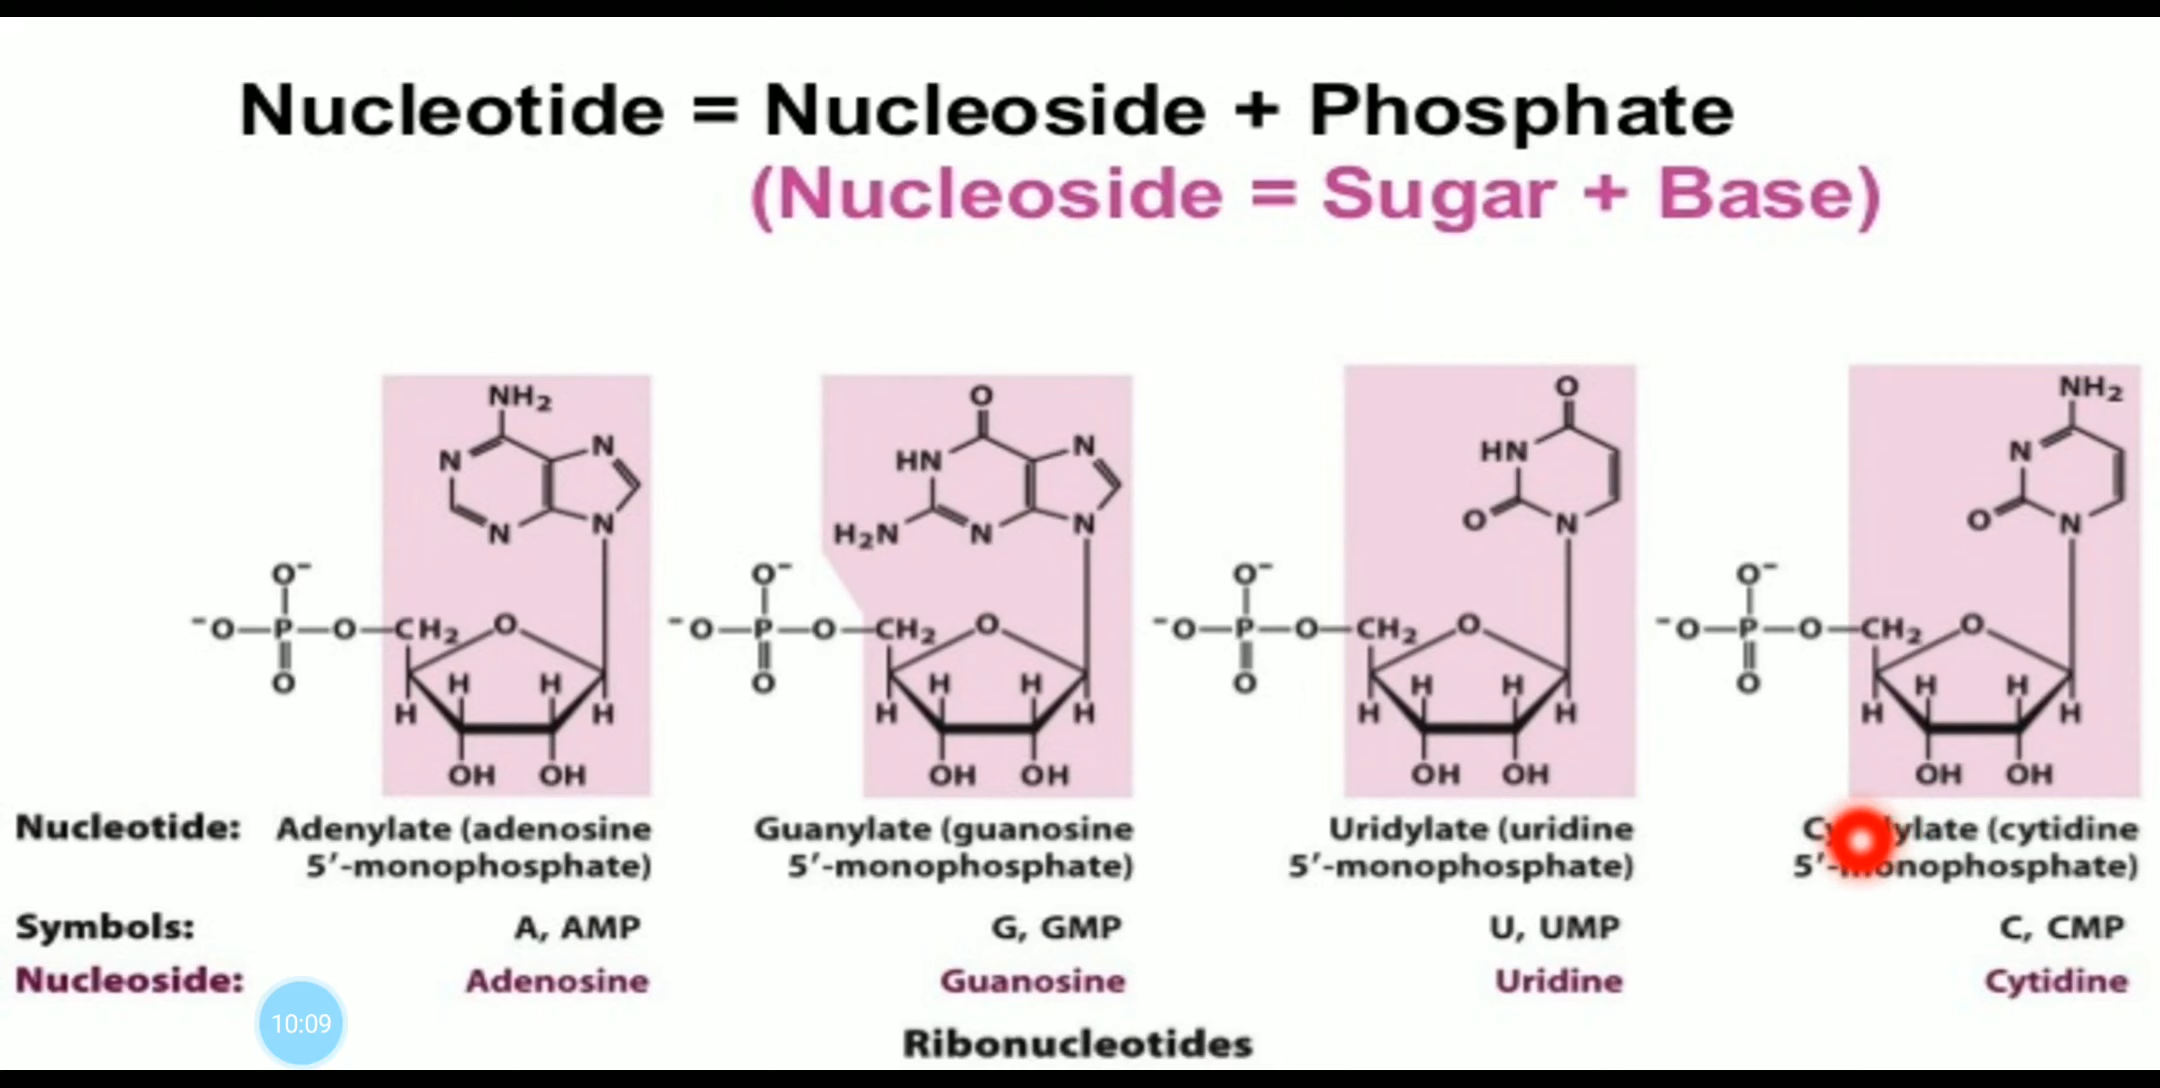 Nucleotide = Nucleoside + Phosphate
(Nucleoside = Sugar + Base)
NH2
N
N
N
N
O−
−O—P—O—CH2
O
O
H
H
H
H
OH OH
O
HN
N
H2N
N
N
O−
−O—P—O—CH2
O
O
H
H
H
H
OH OH
O
HN
O
N
O−
−O—P—O—CH2
O
O
H
H
H
H
OH OH
NH2
N
O
N
O−
−O—P—O—CH2
O
O
H
H
H
H
OH OH
Nucleotide: Adenylate (adenosine 5′-monophosphate) Guanylate (guanosine 5′-monophosphate) Uridylate (uridine 5′-monophosphate) (cytidine
Symbols: A, AMP G, GMP U, UMP C, CMP
Nucleoside: Adenosine Guanosine Uridine Cytidine
10:09
Ribonucleotides